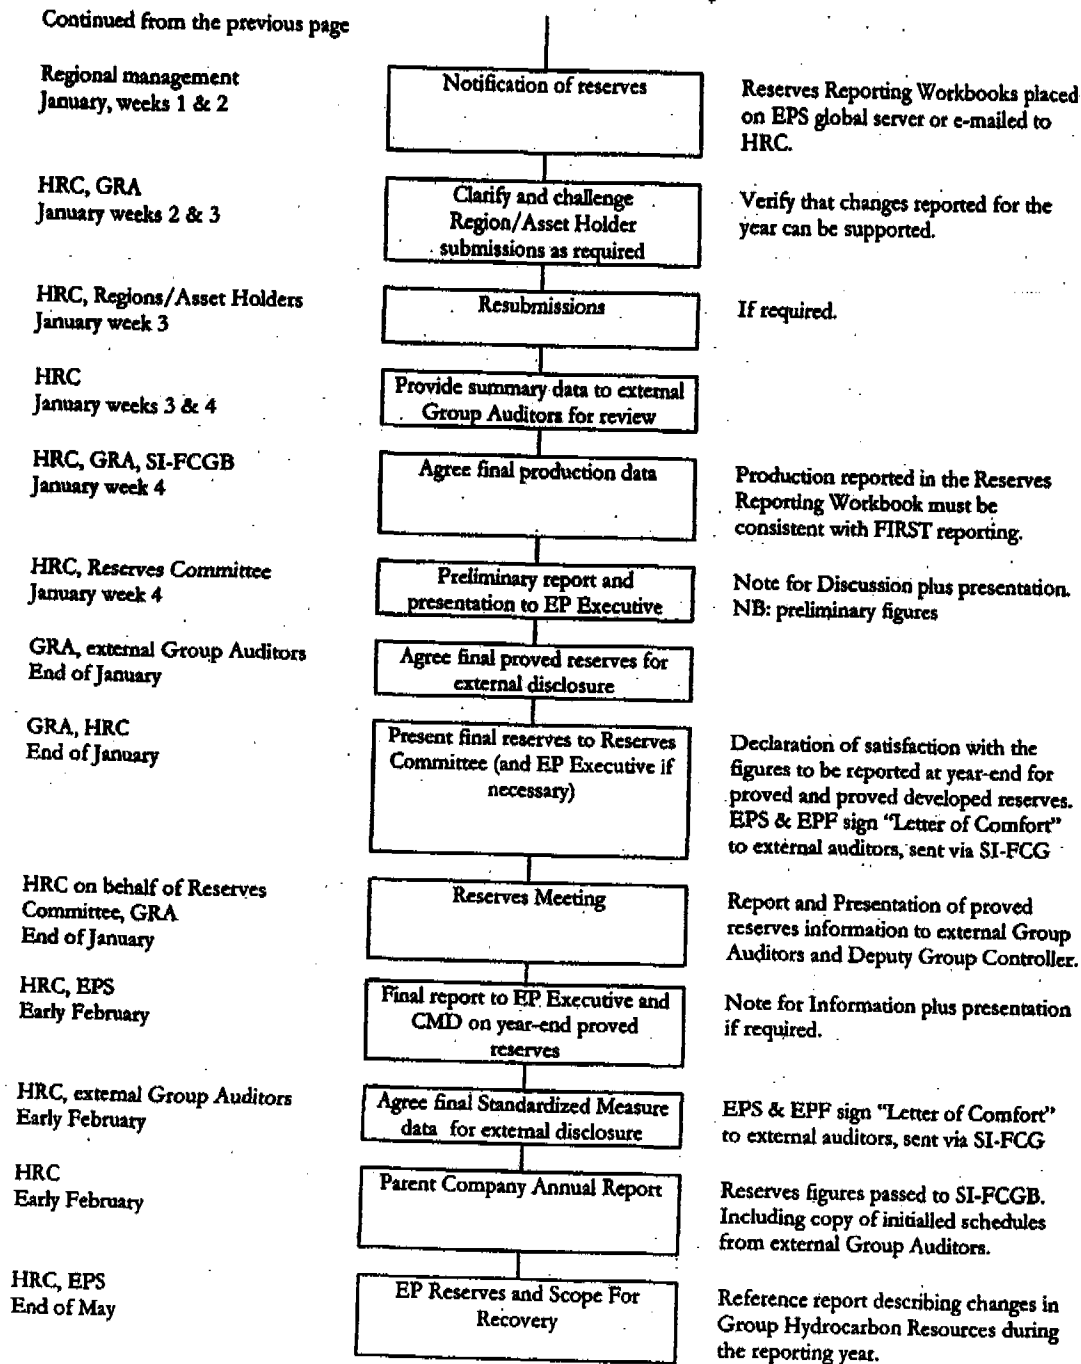 Continued from the previous page
Regional management
January, weeks 1 & 2
Notification of reserves
Reserves Reporting Workbooks placed
on EPS global server or e-mailed to
HRC.
HRC, GRA
January weeks 2 & 3
Clarify and challenge
Region/Asset Holder
submissions as required
Verify that changes reported for the
year can be supported.
HRC, Regions/Asset Holders
January week 3
Resubmissions
If required.
HRC
January weeks 3 & 4
Provide summary data to external
Group Auditors for review
HRC, GRA, SI-FCGB
January week 4
Agree final production data
Production reported in the Reserves
Reporting Workbook must be
consistent with FIRST reporting.
HRC, Reserves Committee
January week 4
Preliminary report and
presentation to EP Executive
Note for Discussion plus presentation.
NB: preliminary figures
GRA, external Group Auditors
End of January
Agree final proved reserves for
external disclosure
GRA, HRC
End of January
Present final reserves to Reserves
Committee (and EP Executive if
necessary)
Declaration of satisfaction with the
figures to be reported at year-end for
proved and proved developed reserves.
EPS & EPF sign “Letter of Comfort”
to external auditors, sent via SI-FCG
HRC on behalf of Reserves
Committee, GRA
End of January
Reserves Meeting
Report and Presentation of proved
reserves information to external Group
Auditors and Deputy Group Controller.
HRC, EPS
Early February
Final report to EP Executive and
CMD on year-end proved
reserves
Note for Information plus presentation
if required.
HRC, external Group Auditors
Early February
Agree final Standardized Measure
data for external disclosure
EPS & EPF sign “Letter of Comfort”
to external auditors, sent via SI-FCG
HRC
Early February
Parent Company Annual Report
Reserves figures passed to SI-FCGB.
Including copy of initialled schedules
from external Group Auditors.
HRC, EPS
End of May
EP Reserves and Scope For
Recovery
Reference report describing changes in
Group Hydrocarbon Resources during
the reporting year.